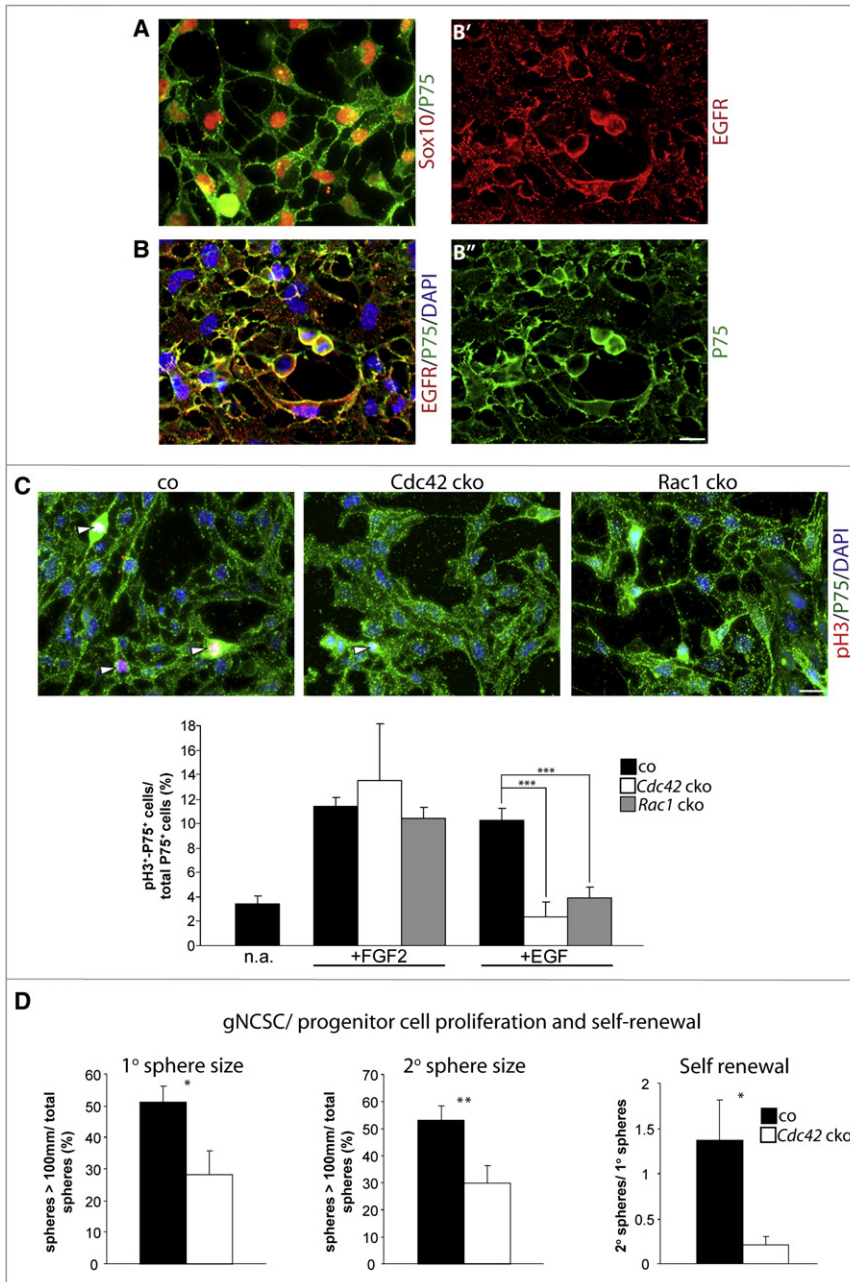 A
Sox10/P75
B'
EGFR
B
EGFR/P75/DAPI
B"
P75
C
co
Cdc42 cko
Rac1 cko
pH3/P75/DAPI
pH3⁺-P75⁺ cells/
total P75⁺ cells (%)
18
16
14
12
10
8
6
4
2
0
n.a.
+FGF2
+EGF
***
***
co
Cdc42 cko
Rac1 cko
D
gNCSC/ progenitor cell proliferation and self-renewal
1° sphere size
spheres > 100mm/ total
spheres (%)
60
50
40
30
20
10
0
*
2° sphere size
spheres > 100mm/ total
spheres (%)
70
60
50
40
30
20
10
0
**
Self renewal
2° spheres/ 1° spheres
2
1.5
1
0.5
0
*
co
Cdc42 cko